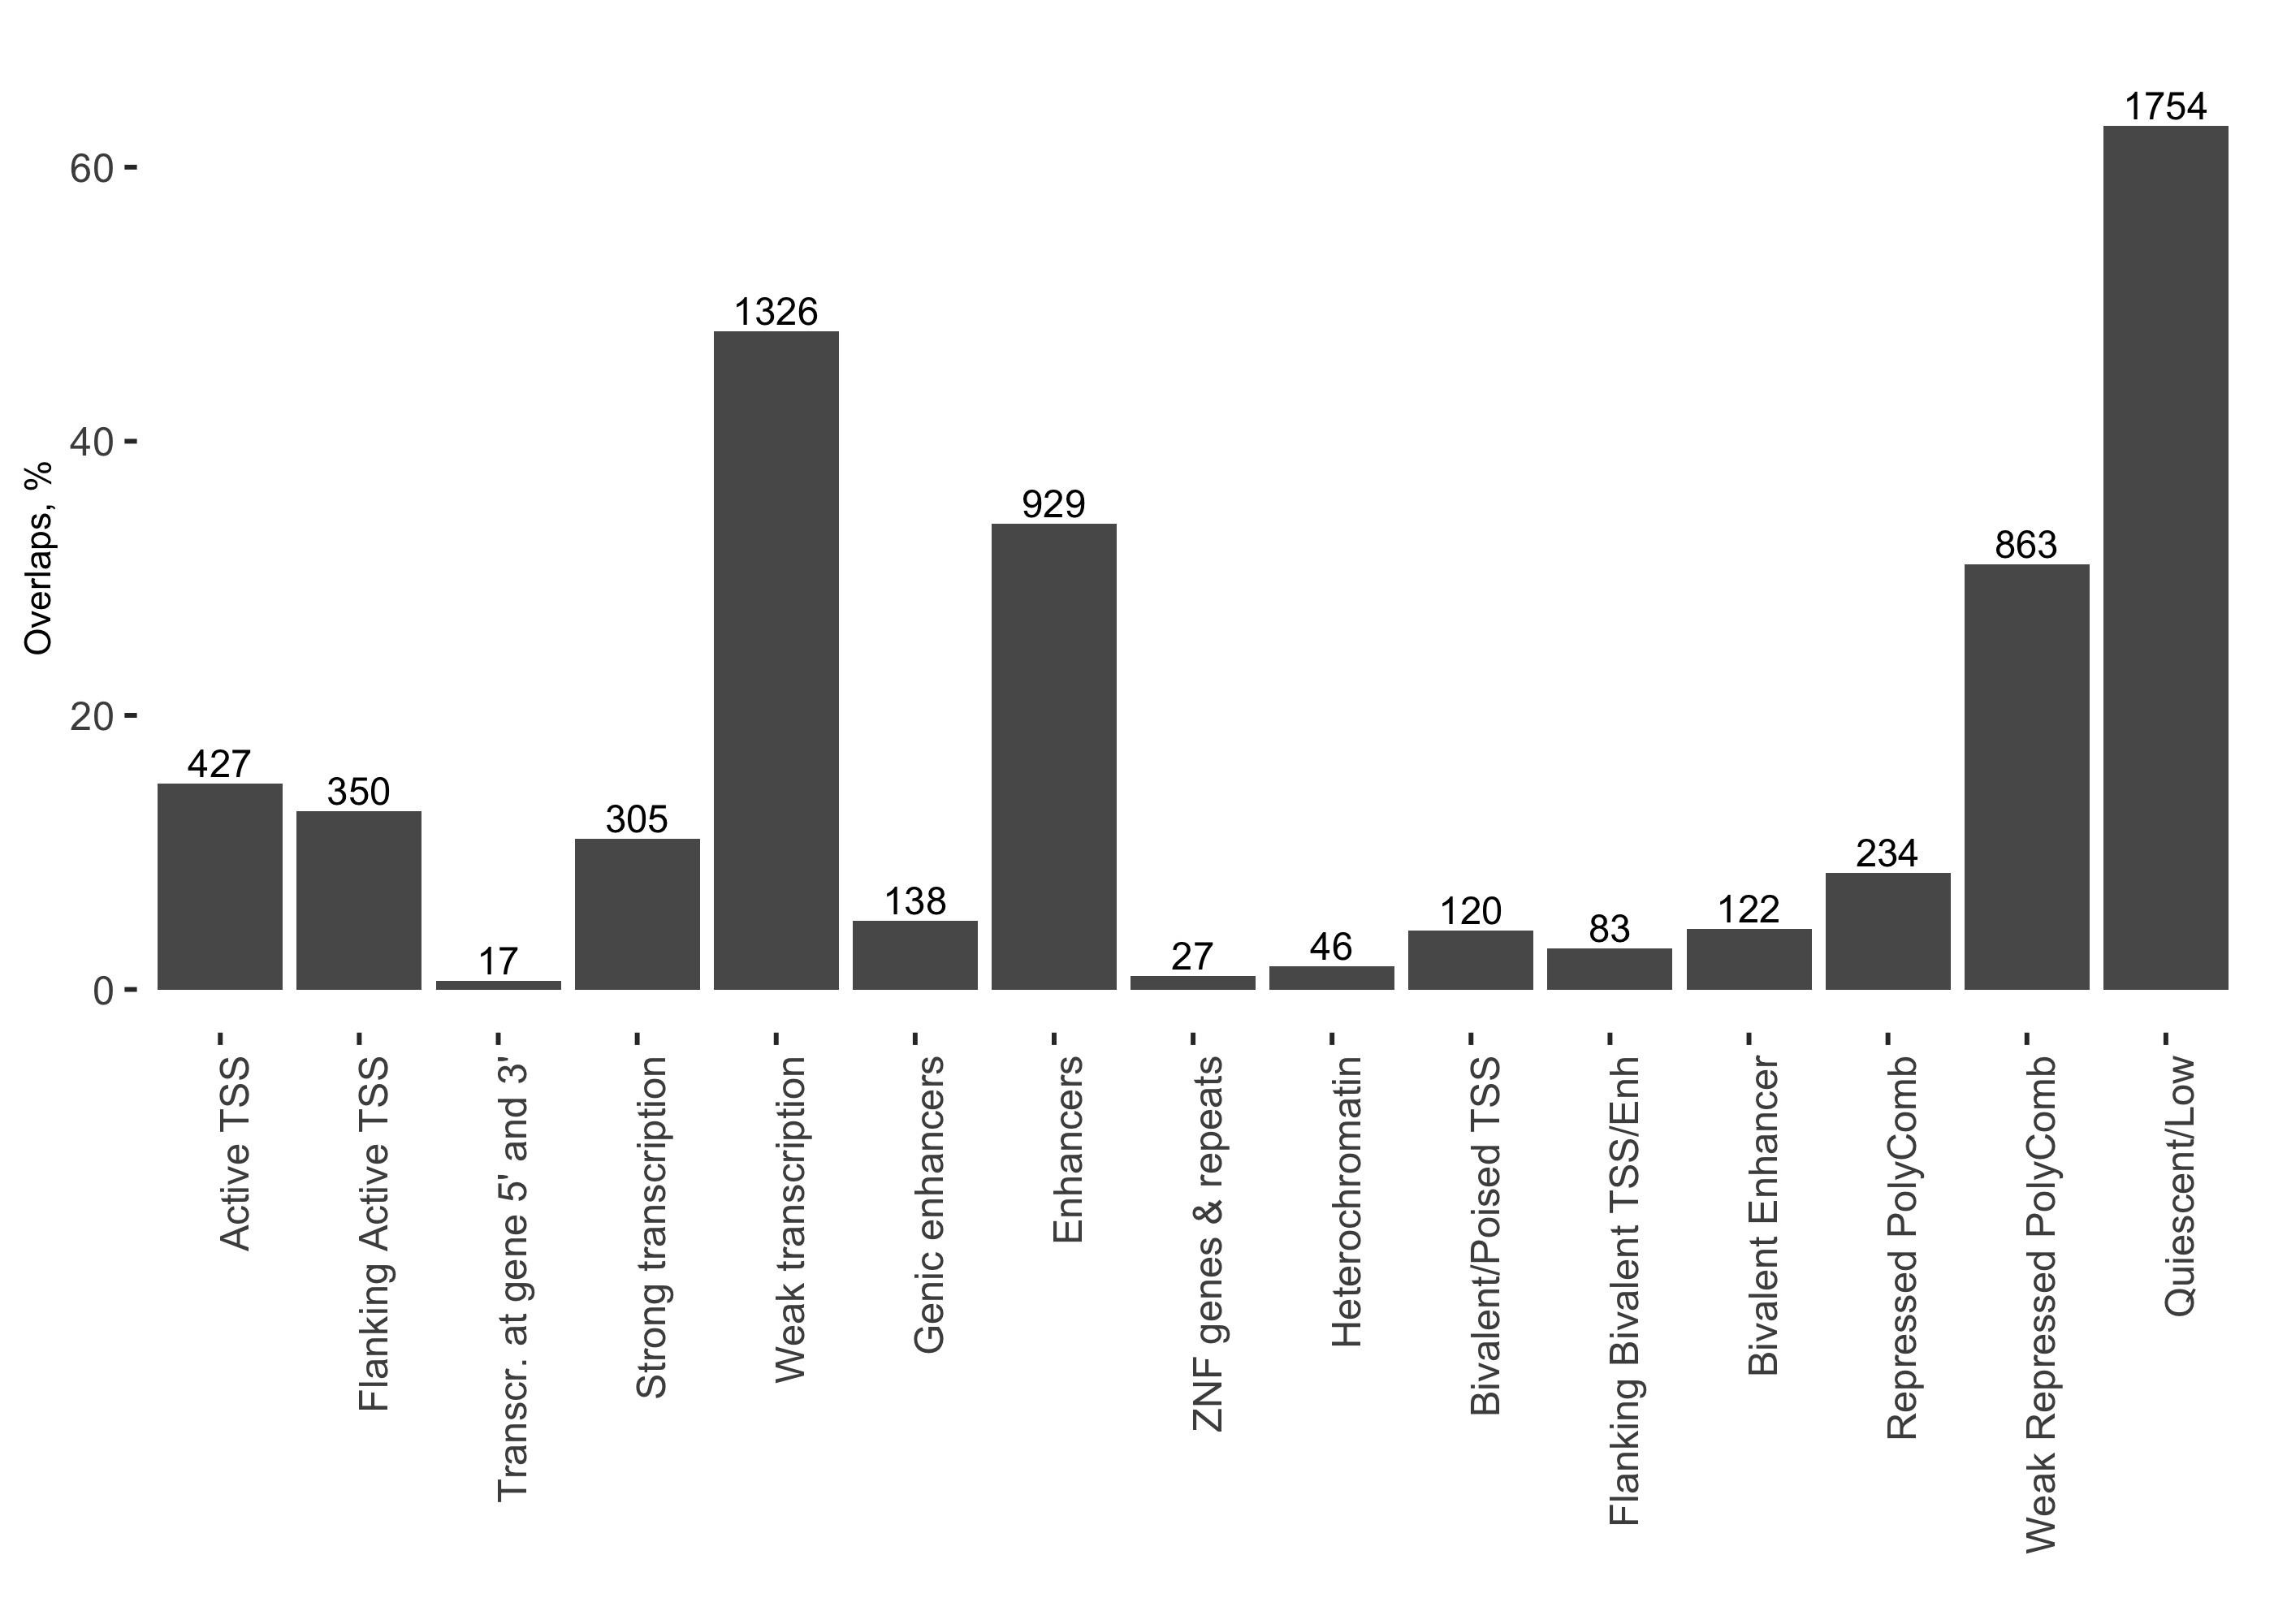 Overlaps, %
60
40
20
0
427
350
17
305
1326
138
929
27
46
120
83
122
234
863
1754
Active TSS
Flanking Active TSS
Transcr. at gene 5' and 3'
Strong transcription
Weak transcription
Genic enhancers
Enhancers
ZNF genes & repeats
Heterochromatin
Bivalent/Poised TSS
Flanking Bivalent TSS/Enh
Bivalent Enhancer
Repressed PolyComb
Weak Repressed PolyComb
Quiescent/Low